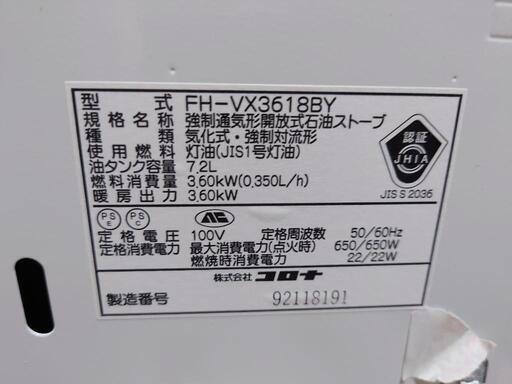 型式 FH-VX3618BY
規格名称 強制通気形開放式石油ストーブ
種類 気化式・強制対流形
使用燃料 灯油(JIS1号灯油)
油タンク容量 7.2L
燃料消費量 3.60kW(0.350L/h)
暖房出力 3.60kW
認証
JHIA
JIS S 2036
PS E
PS C
定格電圧 100V 定格周波数 50/60Hz
定格消費電力 最大消費電力(点火時) 650/650W
燃焼時消費電力 22/22W
株式会社 コロナ
製造番号 92118191